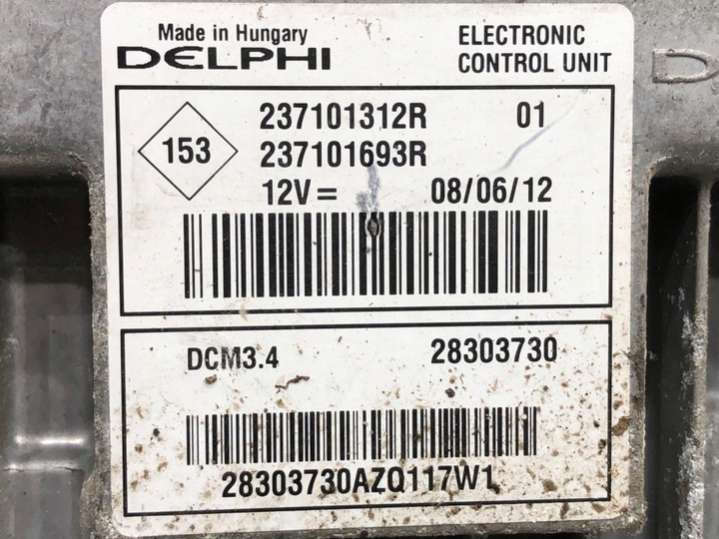 Made in Hungary
DELPHI
ELECTRONIC
CONTROL UNIT
D
153
237101312R 01
237101693R
12V = 08/06/12
DCM3.4 28303730
28303730AZQ117W1